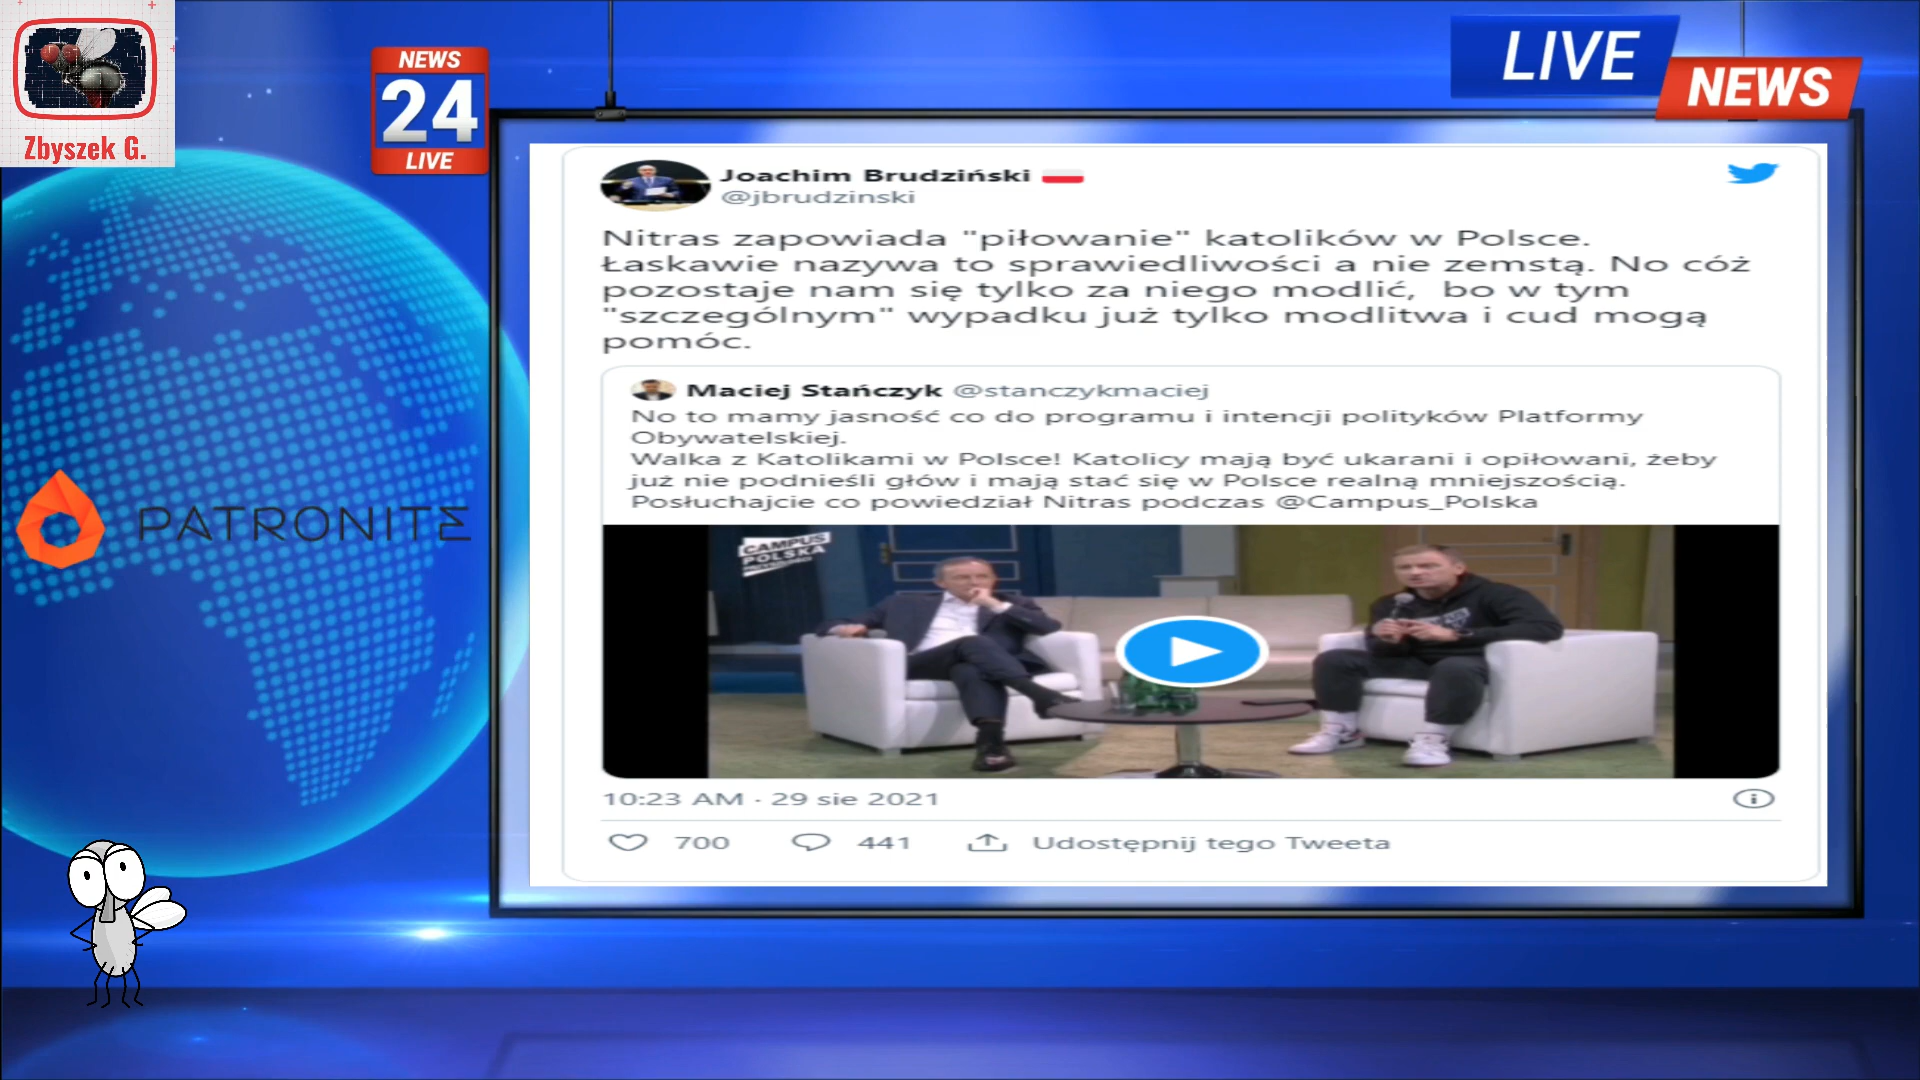 Zbyszek G.
NEWS
24
LIVE
LIVE
NEWS
PATRONITE
Joachim Brudziński
@jbrudzinski
Nitras zapowiada "piłowanie" katolików w Polsce.
Łaskawie nazywa to sprawiedliwości a nie zemstą. No cóż
pozostaje nam się tylko za niego modlić,  bo w tym
"szczególnym" wypadku już tylko modlitwa i cud mogą
pomóc.
Maciej Stańczyk @stanczykmaciej
No to mamy jasność co do programu i intencji polityków Platformy
Obywatelskiej.
Walka z Katolikami w Polsce! Katolicy mają być ukarani i opiłowani, żeby
już nie podnieśli głów i mają stać się w Polsce realną mniejszością.
Posłuchajcie co powiedział Nitras podczas @Campus_Polska
CAMPUS
POLSKA
10:23 AM · 29 sie 2021
700 441 Udostępnij tego Tweeta